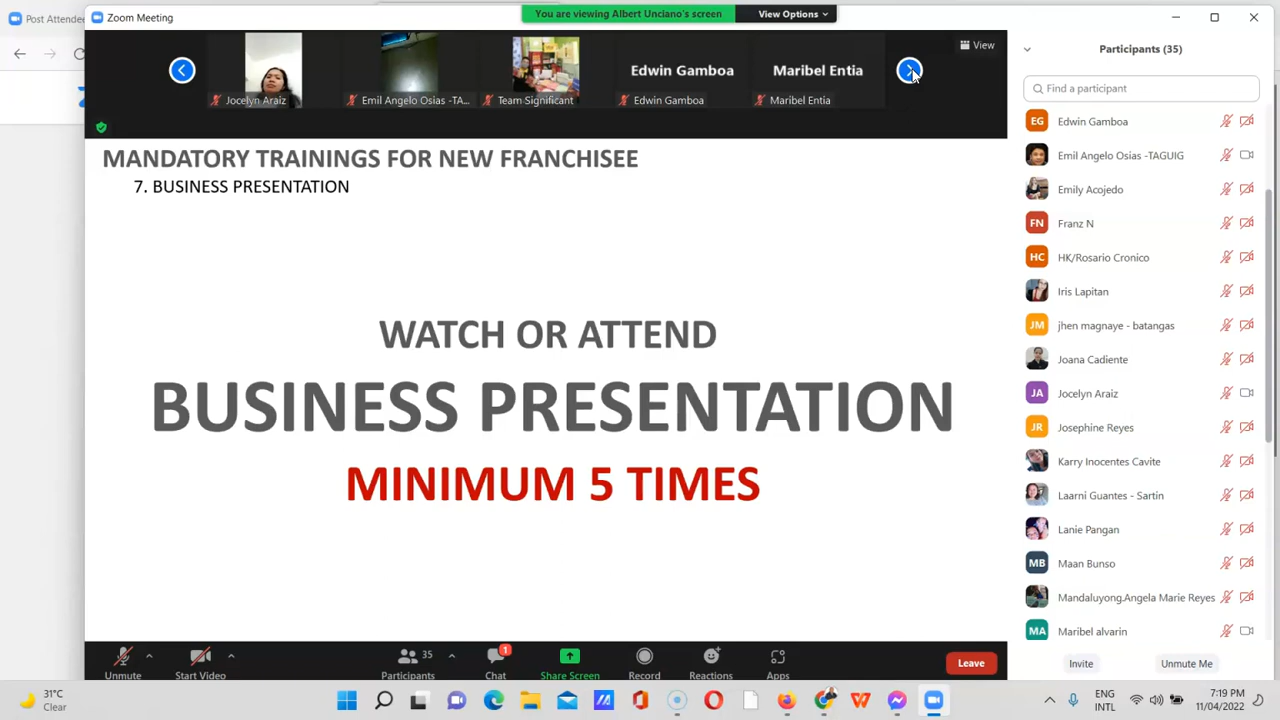 Post Attendee
Zoom Meeting
You are viewing Albert Unciano's screen
View Options
View
Edwin Gamboa
Maribel Entia
Jocelyn Araiz
Emil Angelo Osias -TA...
Team Significant
Edwin Gamboa
Maribel Entia
MANDATORY TRAININGS FOR NEW FRANCHISEE
7. BUSINESS PRESENTATION
WATCH OR ATTEND
BUSINESS PRESENTATION
MINIMUM 5 TIMES
Participants (35)
Find a participant
EG Edwin Gamboa
Emil Angelo Osias -TAGUIG
Emily Acojedo
FN Franz N
HC HK/Rosario Cronico
Iris Lapitan
JM jhen magnaye - batangas
Joana Cadiente
JA Jocelyn Araiz
JR Josephine Reyes
Karry Inocentes Cavite
Laarni Guantes - Sartin
Lanie Pangan
MB Maan Bunso
Mandaluyong.Angela Marie Reyes
MA Maribel alvarin
Invite
Unmute Me
Unmute
Start Video
35
Participants
1
Chat
Share Screen
Record
Reactions
Apps
Leave
31°C
Clear
ENG
INTL
7:19 PM
11/04/2022